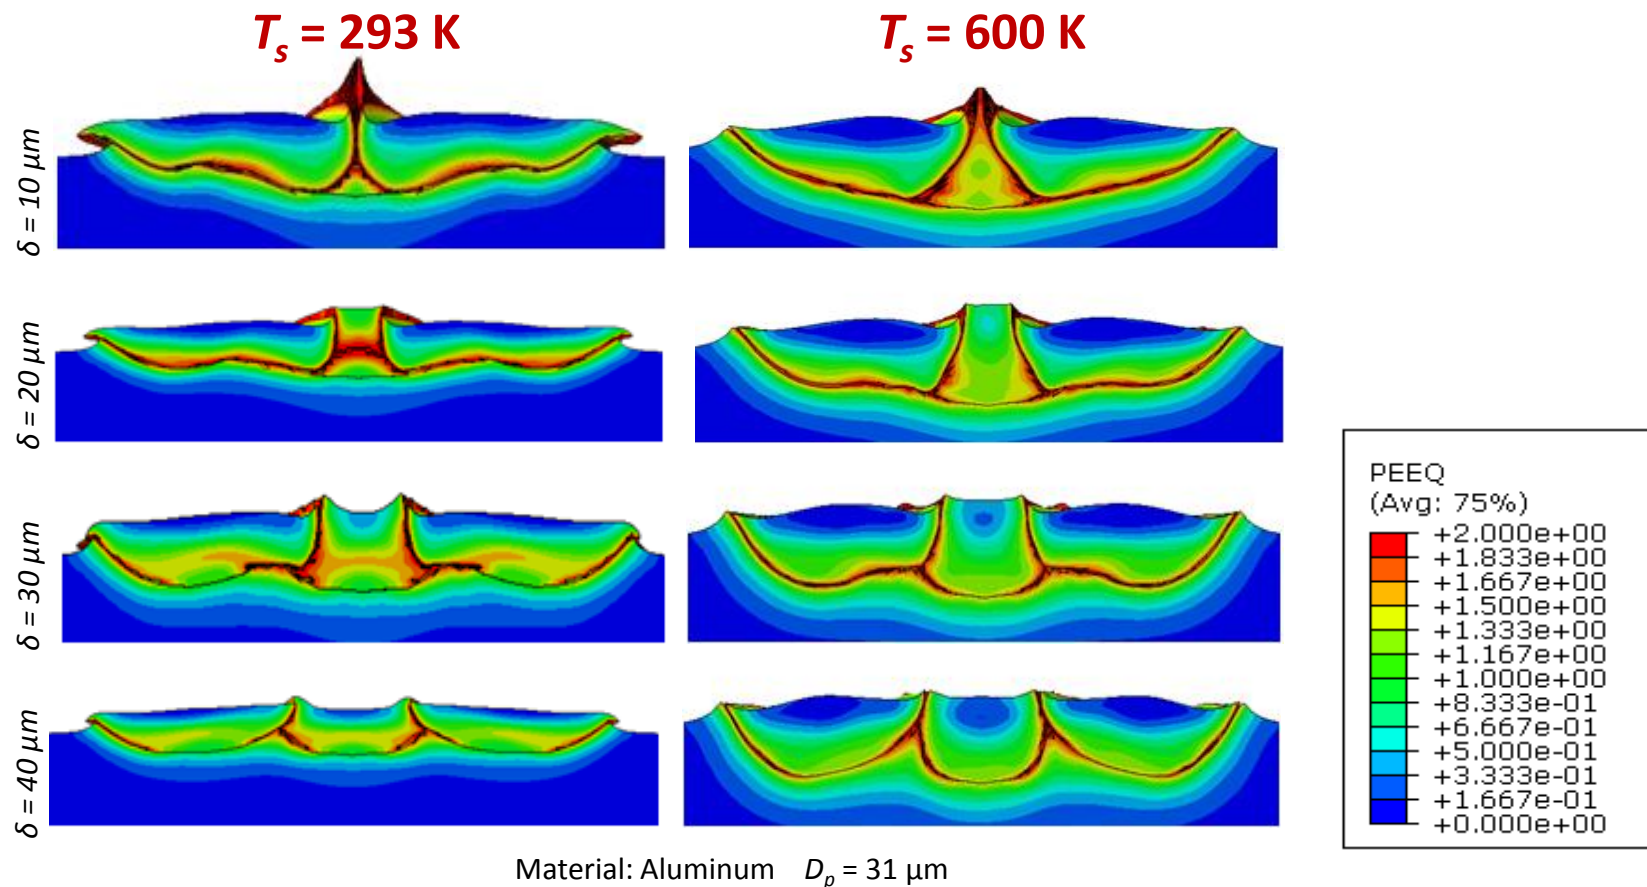 Ts = 293 K
Ts = 600 K
δ = 10 µm
δ = 20 µm
δ = 30 µm
δ = 40 µm
PEEQ
(Avg: 75%)
+2.000e+00
+1.833e+00
+1.667e+00
+1.500e+00
+1.333e+00
+1.167e+00
+1.000e+00
+8.333e-01
+6.667e-01
+5.000e-01
+3.333e-01
+1.667e-01
+0.000e+00
Material: Aluminum Dp = 31 µm